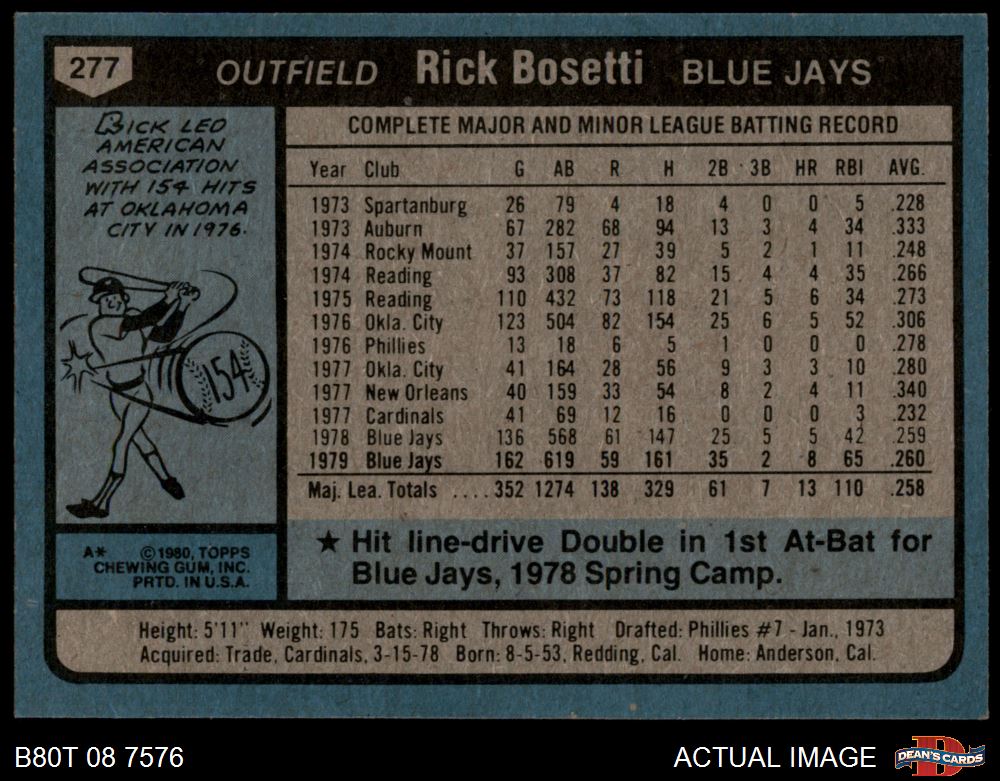 277 OUTFIELD Rick Bosetti BLUE JAYS
RICK LED
AMERICAN
ASSOCIATION
WITH 154 HITS
AT OKLAHOMA
CITY IN 1976.
154
A* ©1980, TOPPS
CHEWING GUM, INC.
PRTD. IN U.S.A.
COMPLETE MAJOR AND MINOR LEAGUE BATTING RECORD
Year Club G AB R H 2B 3B HR RBI AVG.
1973 Spartanburg 26 79 4 18 4 0 0 5 .228
1973 Auburn 67 282 68 94 13 3 4 34 .333
1974 Rocky Mount 37 157 27 39 5 2 1 11 .248
1974 Reading 93 308 37 82 15 4 4 35 .266
1975 Reading 110 432 73 118 21 5 6 34 .273
1976 Okla. City 123 504 82 154 25 6 5 52 .306
1976 Phillies 13 18 6 5 1 0 0 0 .278
1977 Okla. City 41 164 28 56 9 3 3 10 .280
1977 New Orleans 40 159 33 54 8 2 4 11 .340
1977 Cardinals 41 69 12 16 0 0 0 3 .232
1978 Blue Jays 136 568 61 147 25 5 5 42 .259
1979 Blue Jays 162 619 59 161 35 2 8 65 .260
Maj. Lea. Totals ....352 1274 138 329 61 7 13 110 .258
★ Hit line-drive Double in 1st At-Bat for
Blue Jays, 1978 Spring Camp.
Height: 5'11" Weight: 175 Bats: Right Throws: Right Drafted: Phillies #7 - Jan., 1973
Acquired: Trade, Cardinals, 3-15-78 Born: 8-5-53, Redding, Cal. Home: Anderson, Cal.
B80T 08 7576 ACTUAL IMAGE D DEAN'S CARDS